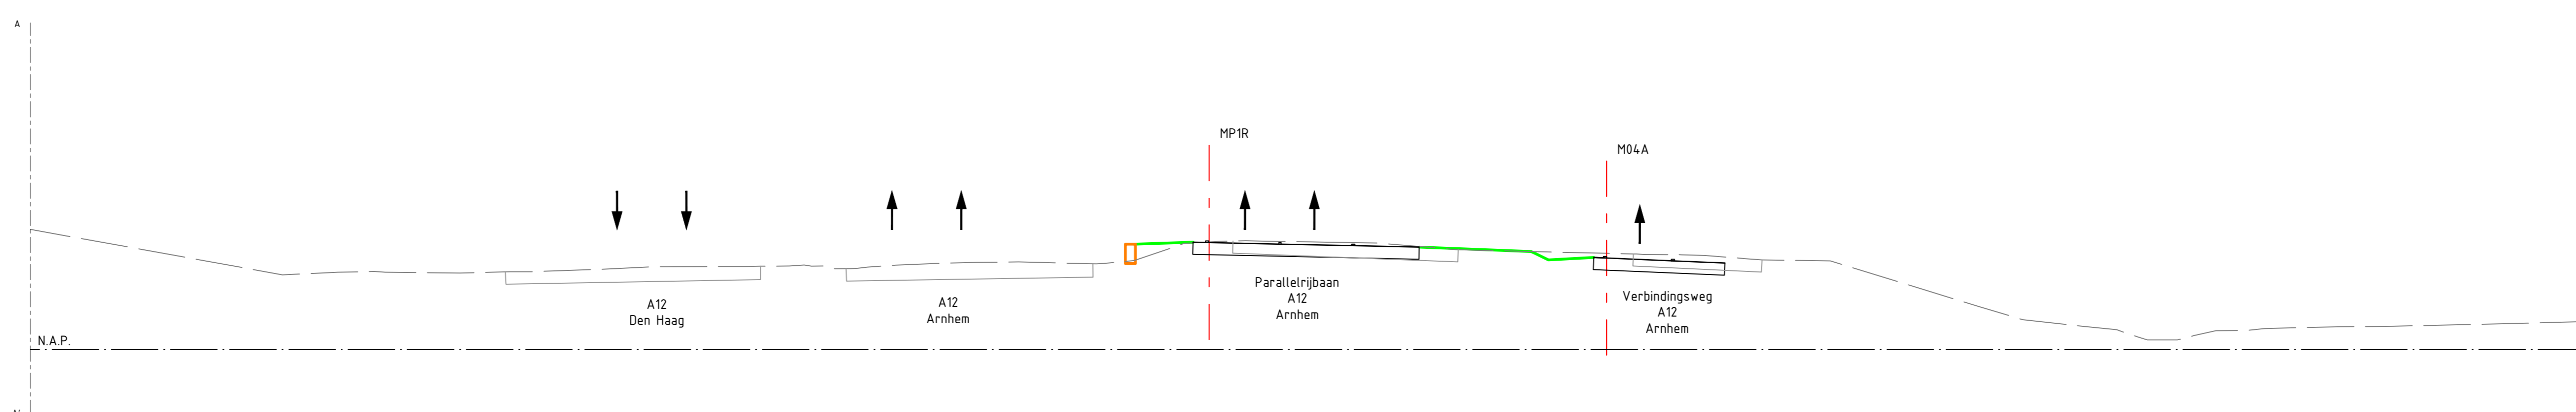 A
MP1R
M04A
Parallelrijbaan
A12
Arnhem
Verbindingsweg
A12
Arnhem
A12
Den Haag
A12
Arnhem
N.A.P.